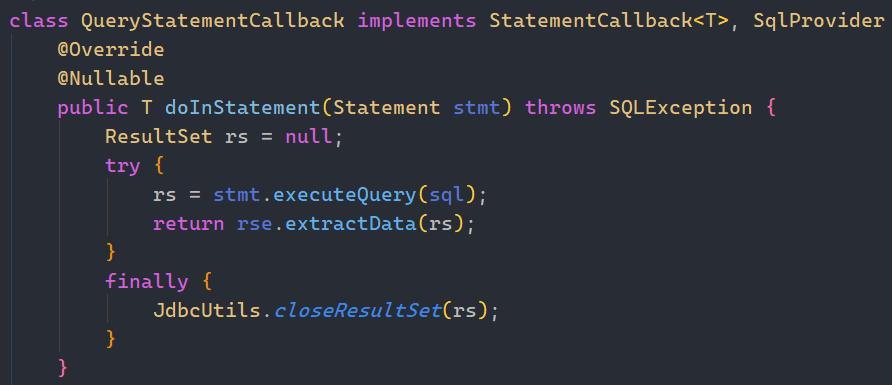 class QueryStatementCallback implements StatementCallback<T>, SqlProvider
    @Override
    @Nullable
    public T doInStatement(Statement stmt) throws SQLException {
        ResultSet rs = null;
        try {
            rs = stmt.executeQuery(sql);
            return rse.extractData(rs);
        }
        finally {
            JdbcUtils.closeResultSet(rs);
        }
    }